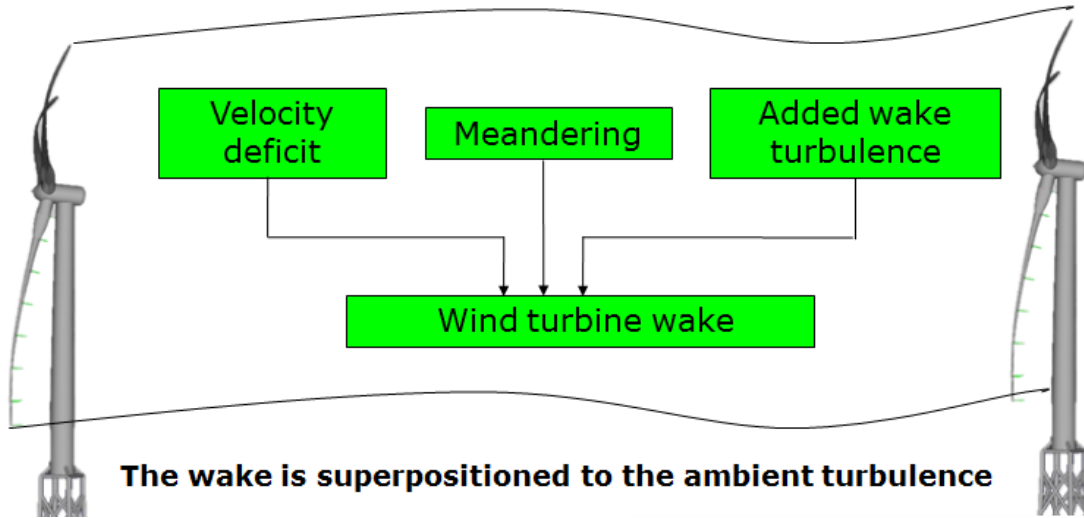 Velocity
deficit
Meandering
Added wake
turbulence
Wind turbine wake
The wake is superpositioned to the ambient turbulence